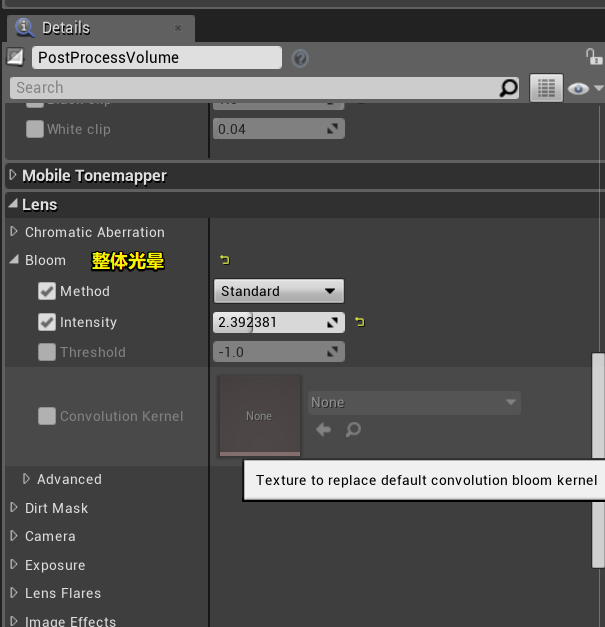 Details
PostProcessVolume
Search
Black clip
White clip 0.04
Mobile Tonemapper
Lens
Chromatic Aberration
Bloom 整体光晕
Method Standard
Intensity 2.392381
Threshold -1.0
Convolution Kernel None None
Advanced
Texture to replace default convolution bloom kernel
Dirt Mask
Camera
Exposure
Lens Flares
Image Effects